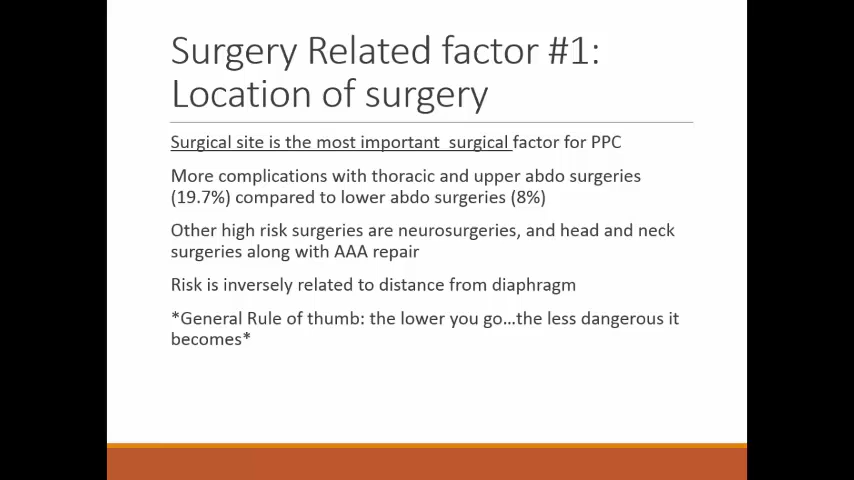 Surgery Related factor #1:
Location of surgery
Surgical site is the most important  surgical factor for PPC
More complications with thoracic and upper abdo surgeries
(19.7%) compared to lower abdo surgeries (8%)
Other high risk surgeries are neurosurgeries, and head and neck
surgeries along with AAA repair
Risk is inversely related to distance from diaphragm
*General Rule of thumb: the lower you go…the less dangerous it
becomes*